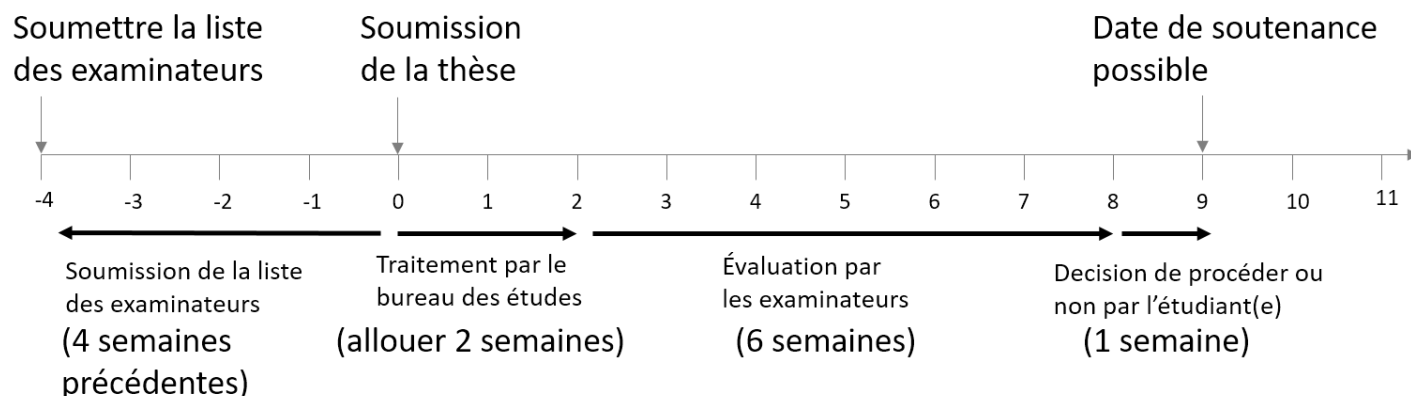 Soumettre la liste
des examinateurs
Soumission
de la thèse
Date de soutenance
possible
-4 -3 -2 -1 0 1 2 3 4 5 6 7 8 9 10 11
Soumission de la liste
des examinateurs
(4 semaines
précédentes)
Traitement par le
bureau des études
(allouer 2 semaines)
Évaluation par
les examinateurs
(6 semaines)
Decision de procéder ou
non par l’étudiant(e)
(1 semaine)